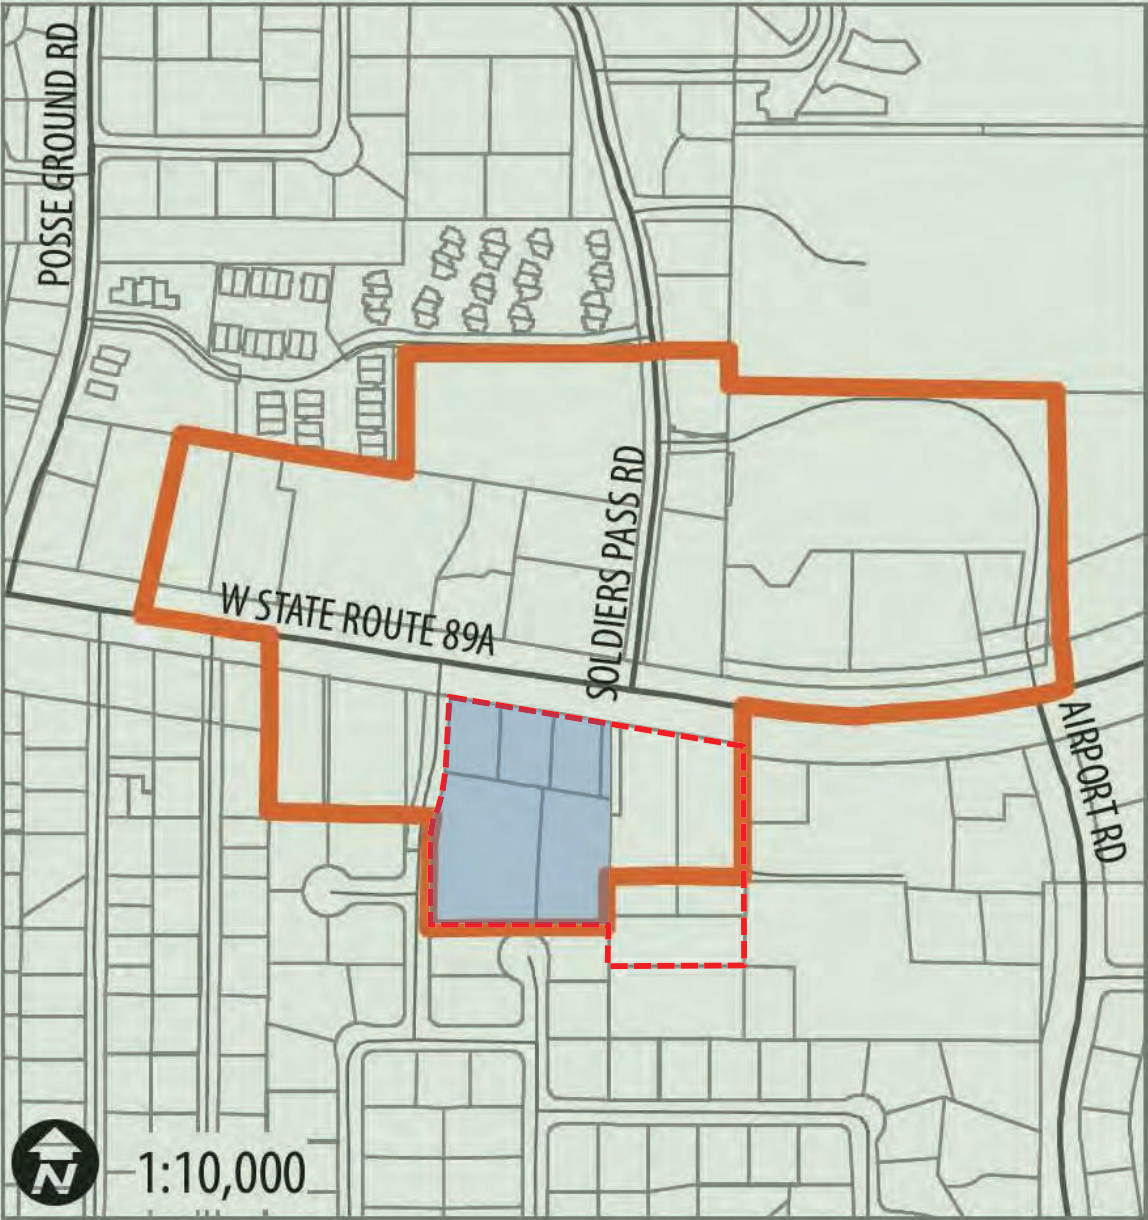 POSSE GROUND RD
W STATE ROUTE 89A
SOLDIERS PASS RD
AIRPORT RD
N
1:10,000